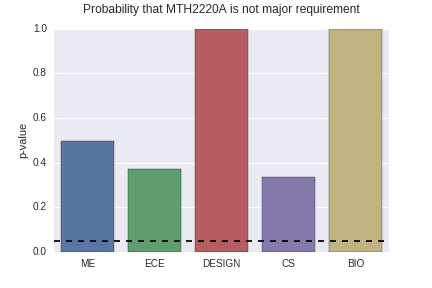 Probability that MTH2220A is not major requirement
1.0
0.8
0.6
0.4
0.2
0.0
p-value
ME ECE DESIGN CS BIO